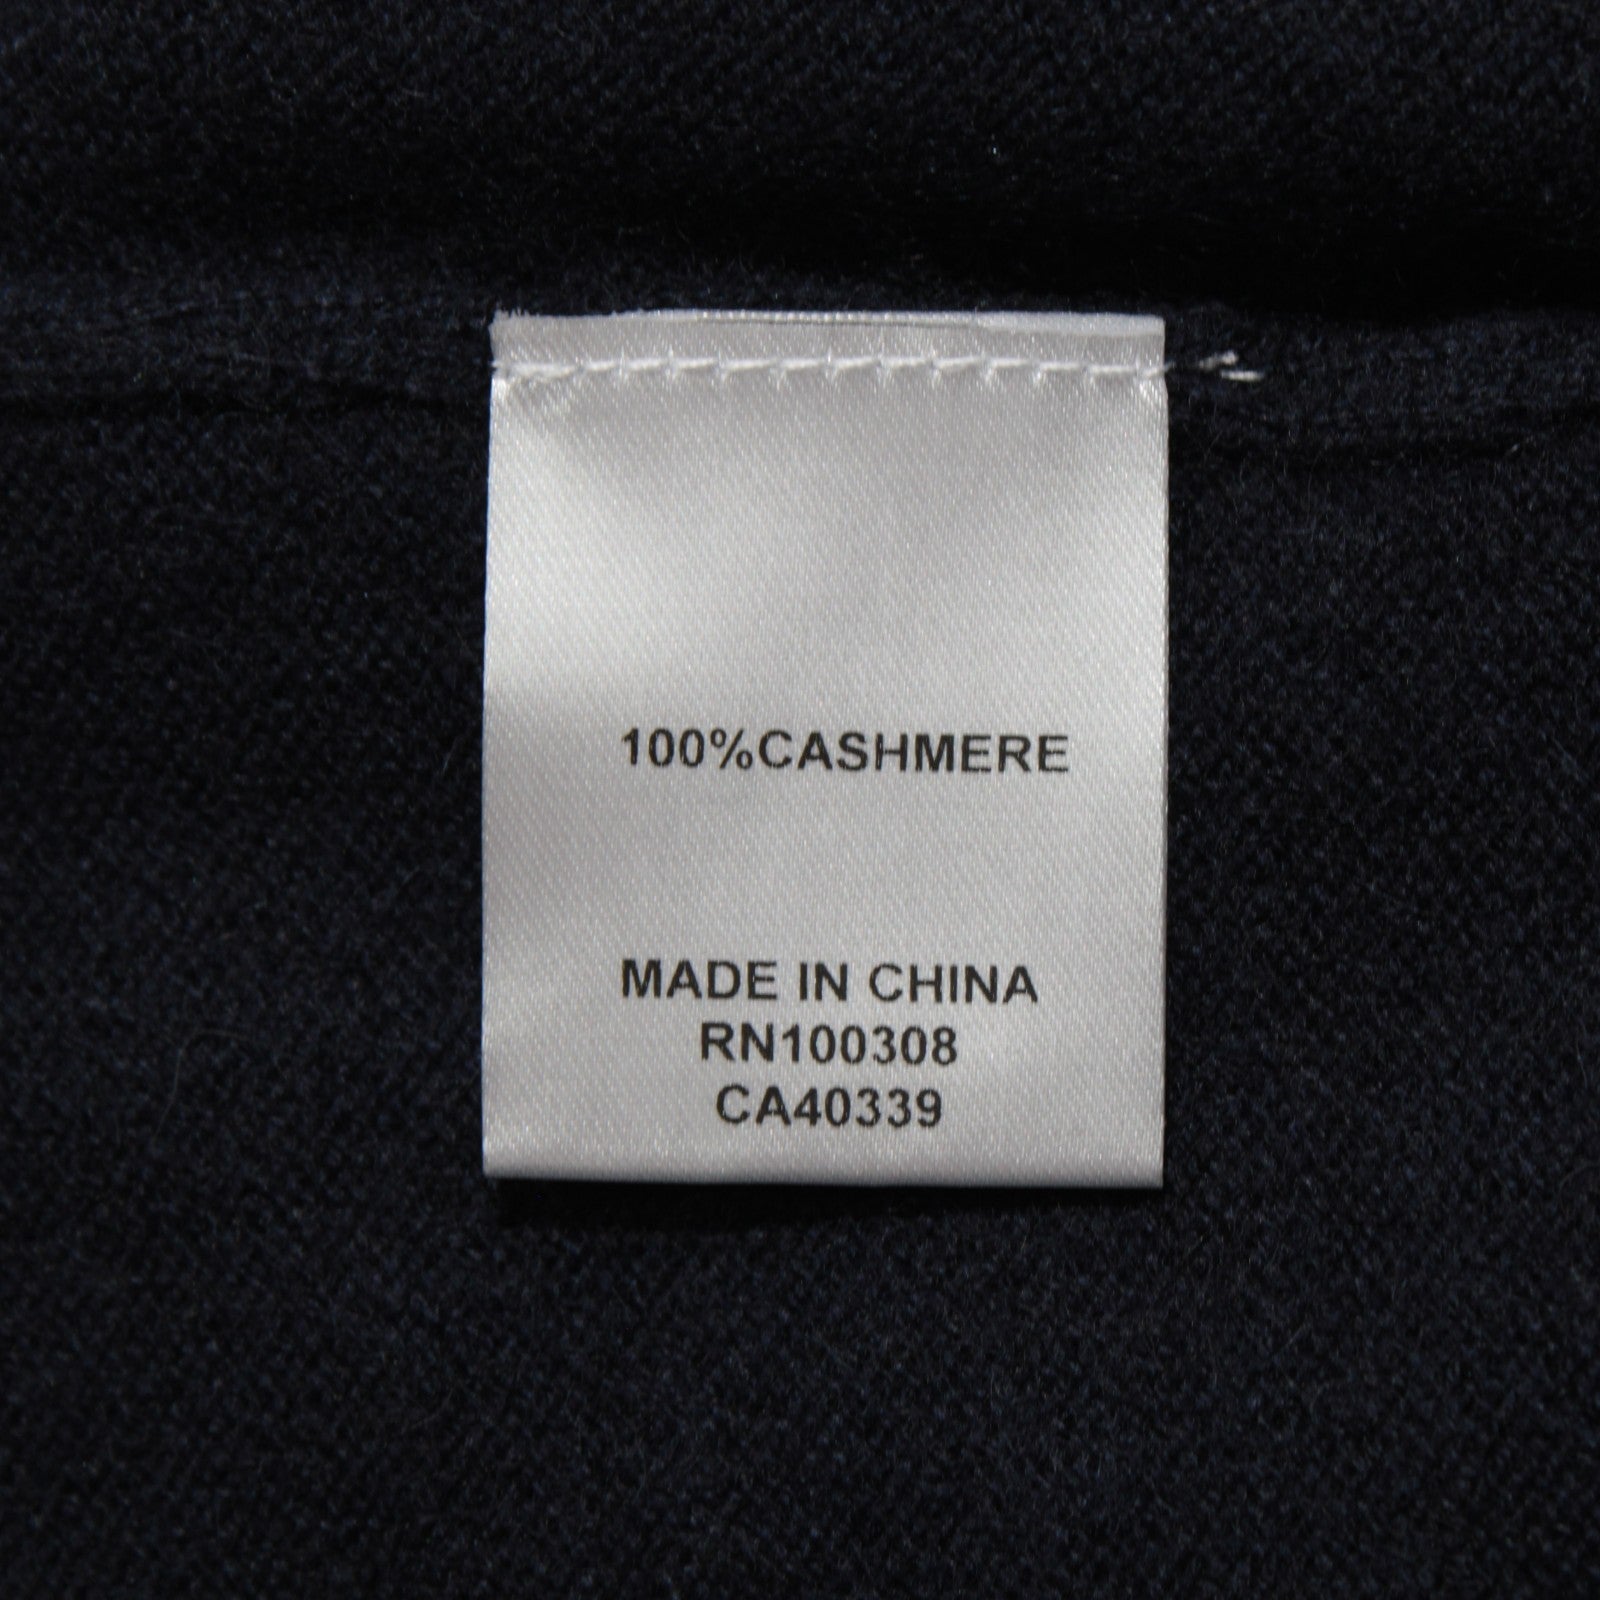 100%CASHMERE
MADE IN CHINA
RN100308
CA40339